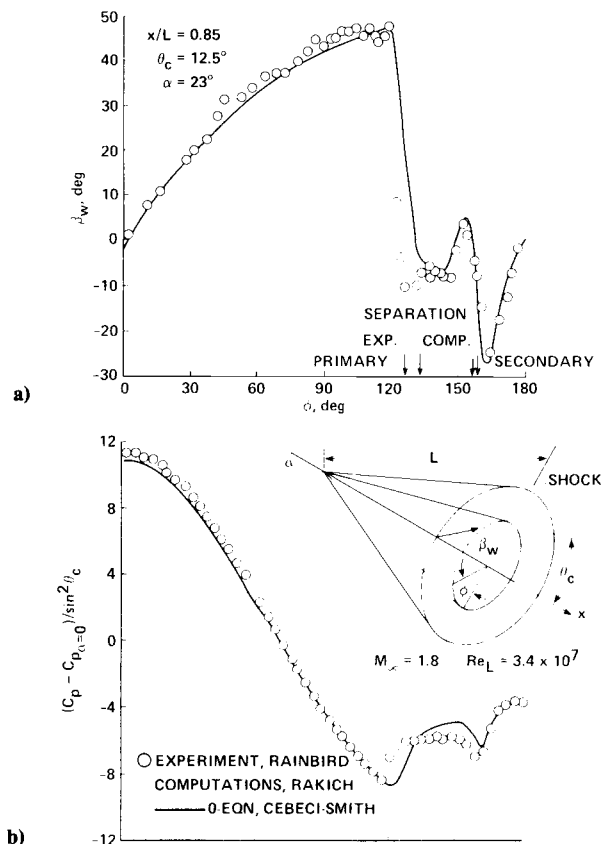 50
x/L = 0.85
θc = 12.5°
α = 23°
40
30
20
βw, deg
10
0
-10
-20
-30
SEPARATION
EXP. COMP.
PRIMARY SECONDARY
0 30 60 90 120 150 180
φ, deg
a)
12
8
4
0
-4
-8
-12
(Cp - Cpα=0)/sin² θc
α
L
SHOCK
βw
θc
φ
x
M∞ = 1.8 ReL = 3.4 x 10⁷
EXPERIMENT, RAINBIRD
COMPUTATIONS, RAKICH
0-EQN, CEBECI-SMITH
b)